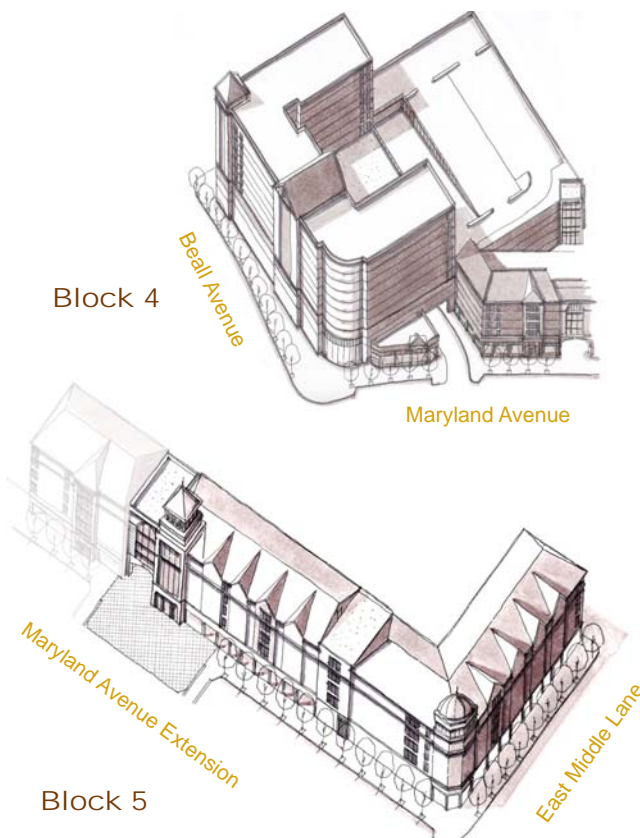 Beall Avenue
Block 4
Maryland Avenue
Maryland Avenue Extension
East Middle Lane
Block 5